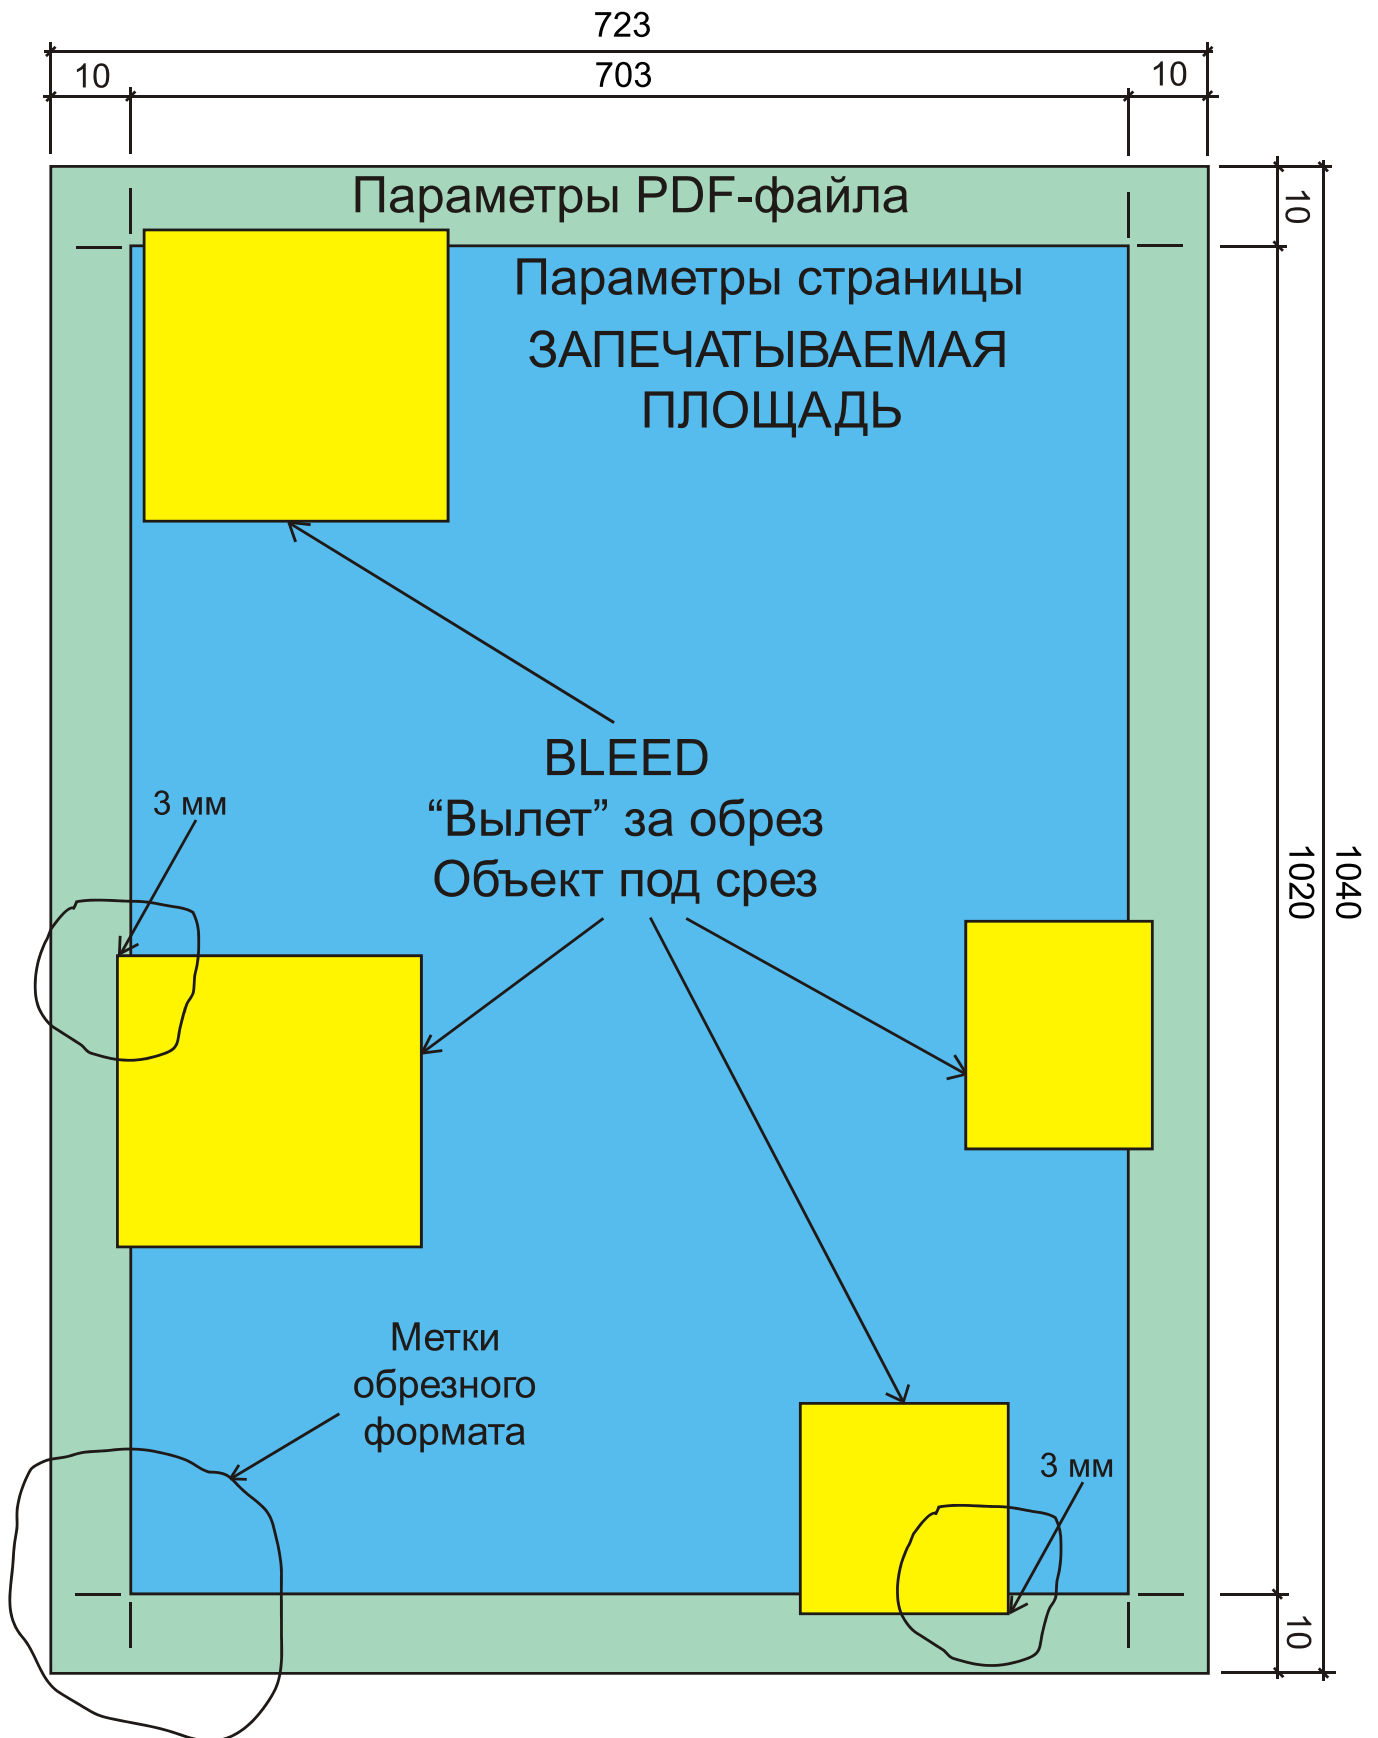 723
10
703
10
Параметры PDF-файла
10
Параметры страницы
ЗАПЕЧАТЫВАЕМАЯ
ПЛОЩАДЬ
BLEED
“Вылет” за обрез
Объект под срез
3 мм
1020
1040
Метки
обрезного
формата
3 мм
10